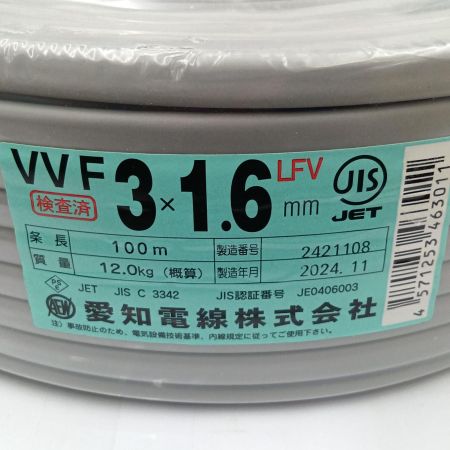 VVF 3×1.6 mm LFV
検査済
JIS
JET
条長 100m 製造番号 2421108
質量 12.0kg (概算) 製造年月 2024. 11
PS E JET JIS C 3342 JIS認証番号 JE0406003
AEW 愛知電線株式会社
注) 事故防止のため、電気設備技術基準、内線規定に従ってご使用下さい。
4571253463011